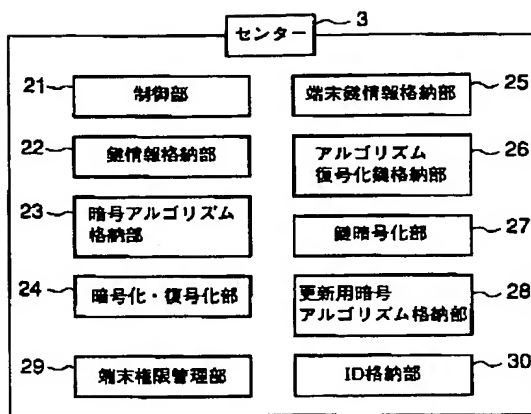 センター
3
21
制御部
22
鍵情報格納部
23
暗号アルゴリズム
格納部
24
暗号化・復号化部
29
端末権限管理部
25
端末鍵情報格納部
26
アルゴリズム
復号化鍵格納部
27
鍵暗号化部
28
更新用暗号
アルゴリズム格納部
30
ID格納部